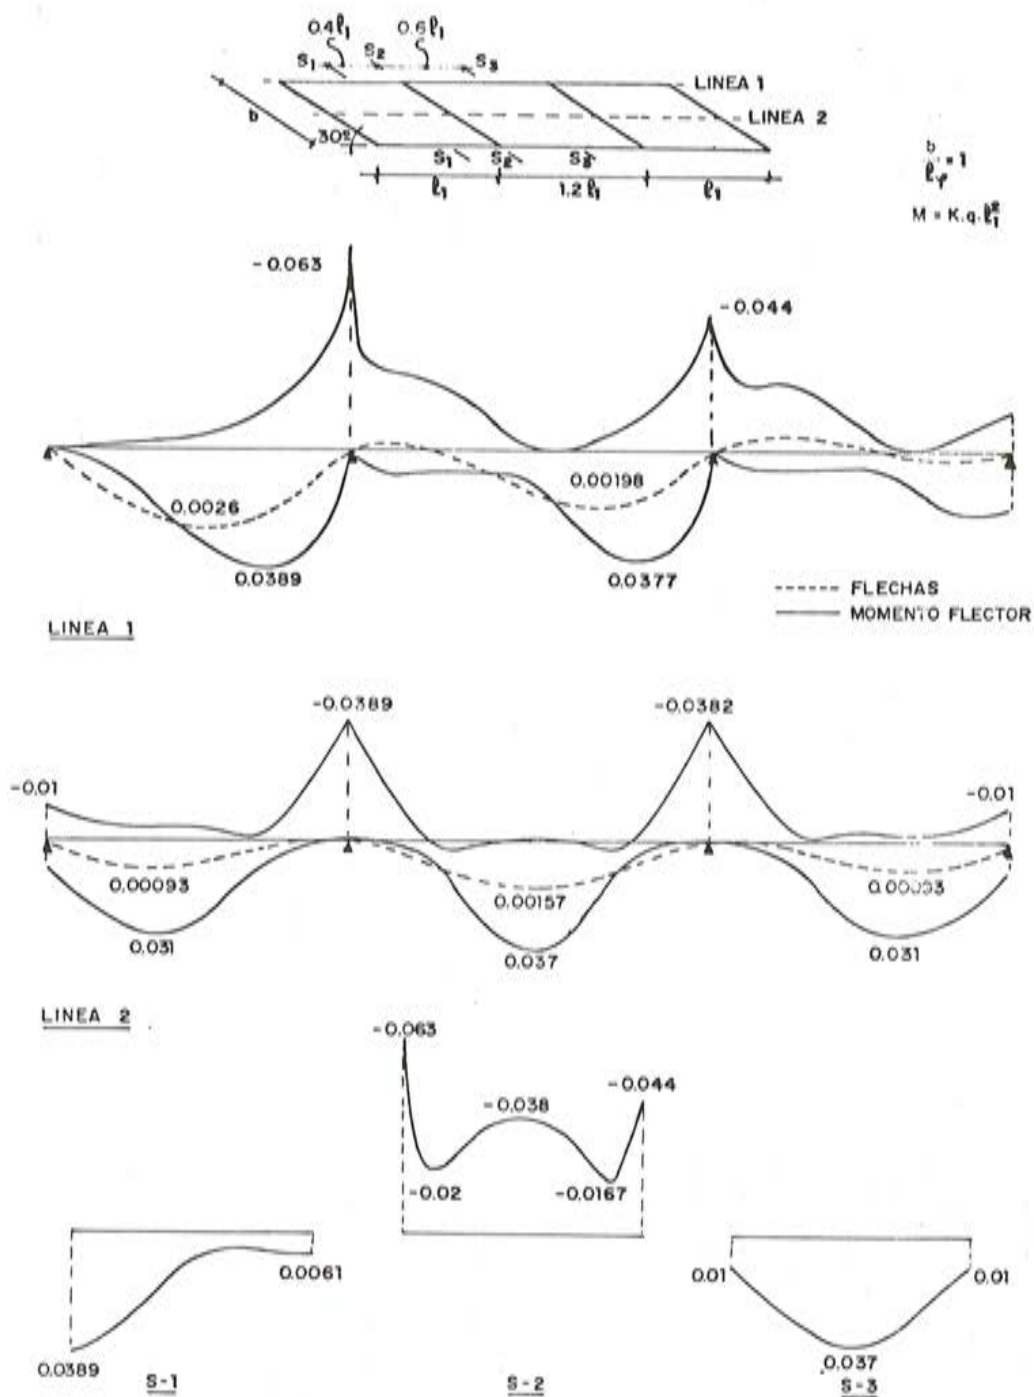 0.4ℓ1 0.6ℓ1
S1 S2 S3
LINEA 1
LINEA 2
b
30º
S1 S2 S3
ℓ1 1.2 ℓ1 ℓ1
M = K.q.ℓ1²
-0.063
-0.044
0.0026
0.00198
0.0389
0.0377
FLECHAS
MOMENTO FLECTOR
LINEA 1
-0.0389
-0.0382
-0.01
-0.01
0.00093
0.00157
0.031
0.037
0.031
LINEA 2
-0.063
-0.044
-0.038
-0.02
-0.0167
0.0061
0.01
0.01
0.0389
0.037
S-1
S-2
S-3